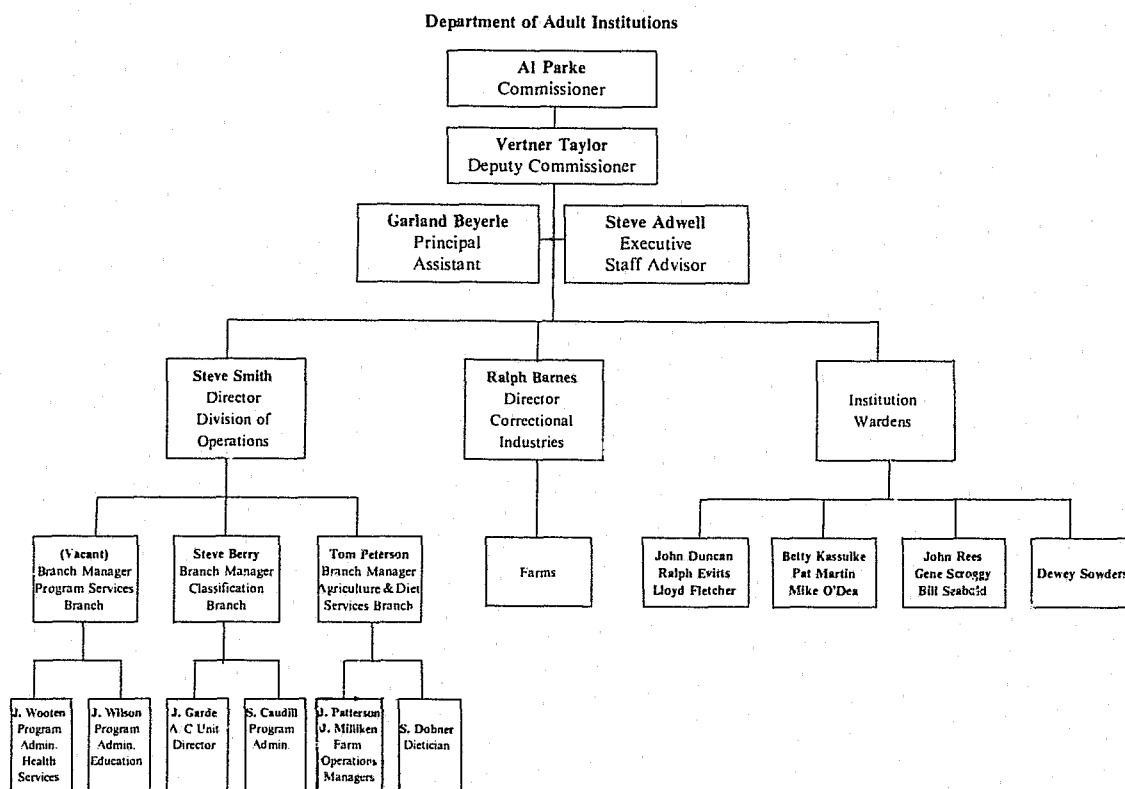 Department of Adult Institutions
Al Parke
Commissioner
Vertner Taylor
Deputy Commissioner
Garland Beyerle
Principal
Assistant
Steve Adwell
Executive
Staff Advisor
Steve Smith
Director
Division of
Operations
Ralph Barnes
Director
Correctional
Industries
Institution
Wardens
(Vacant)
Branch Manager
Program Services
Branch
Steve Berry
Branch Manager
Classification
Branch
Tom Peterson
Branch Manager
Agriculture & Diet
Services Branch
Farms
John Duncan
Ralph Evitts
Lloyd Fletcher
Betty Kassulke
Pat Martin
Mike O'Dea
John Rees
Gene Scroggy
Bill Seabold
Dewey Sowders
J. Wooten
Program
Admin.
Health
Services
J. Wilson
Program
Admin.
Education
J. Garde
A C Unit
Director
S. Caudill
Program
Admin.
J. Patterson
J. Milliken
Farm
Operations
Managers
S. Dobner
Dietician